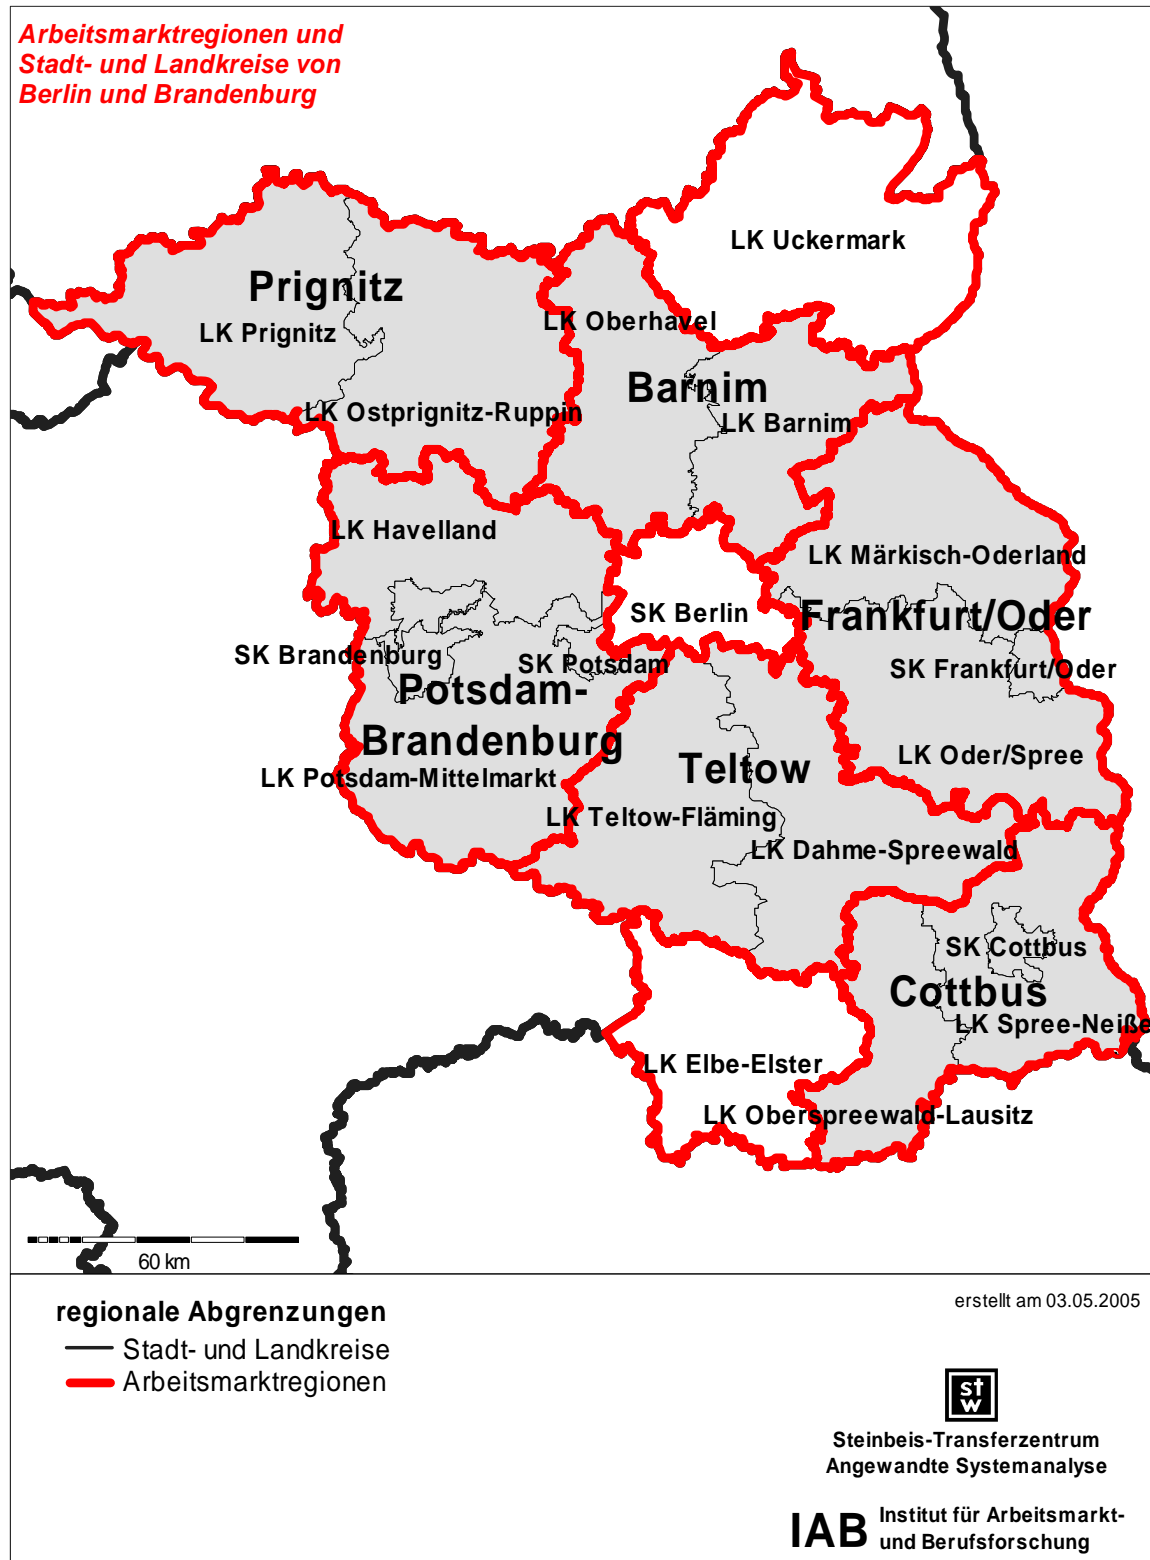 Arbeitsmarktregionen und
Stadt- und Landkreise von
Berlin und Brandenburg
LK Uckermark
Prignitz
LK Oberhavel
LK Prignitz
Barnim
LK Ostprignitz-Ruppin
LK Barnim
LK Havelland
LK Märkisch-Oderland
SK Berlin
Frankfurt/Oder
SK Brandenburg
SK Potsdam
SK Frankfurt/Oder
Potsdam-
Brandenburg
LK Oder/Spree
Teltow
LK Potsdam-Mittelmarkt
LK Teltow-Fläming
LK Dahme-Spreewald
SK Cottbus
Cottbus
LK Spree-Neiße
LK Elbe-Elster
LK Oberspreewald-Lausitz
60 km
regionale Abgrenzungen
Stadt- und Landkreise
Arbeitsmarktregionen
erstellt am 03.05.2005
st
w
Steinbeis-Transferzentrum
Angewandte Systemanalyse
IAB Institut für Arbeitsmarkt-
und Berufsforschung